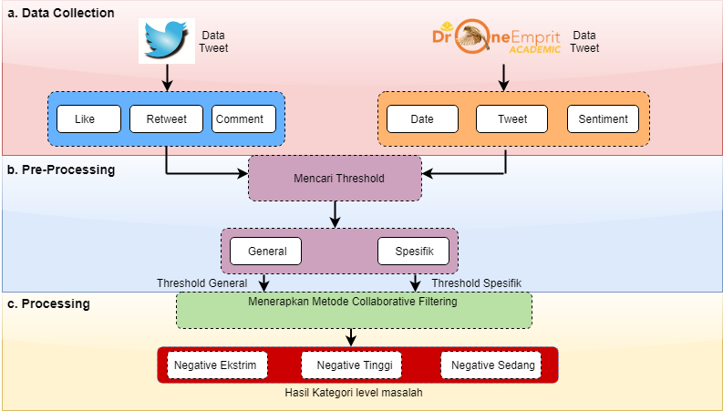 a. Data Collection
Data
Tweet
Dr OneEmprit
ACADEMIC
Data
Tweet
Like
Retweet
Comment
Date
Tweet
Sentiment
b. Pre-Processing
Mencari Threshold
General
Spesifik
Threshold General
Threshold Spesifik
c. Processing
Menerapkan Metode Collaborative Filtering
Negative Ekstrim
Negative Tinggi
Negative Sedang
Hasil Kategori level masalah